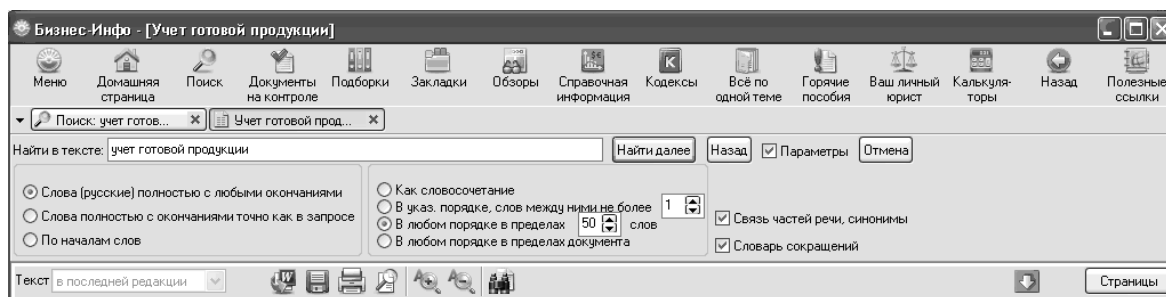 Бизнес-Инфо - [Учет готовой продукции]
Меню Домашняя страница Поиск Документы на контроле Подборки Закладки Обзоры Справочная информация Кодексы Всё по одной теме Горячие пособия Ваш личный юрист Калькуля-торы Назад Полезные ссылки
Поиск: учет готов... Учет готовой прод...
Найти в тексте: учет готовой продукции Найти далее Назад Параметры Отмена
Слова (русские) полностью с любыми окончаниями
Слова полностью с окончаниями точно как в запросе
По началам слов
Как словосочетание
В указ. порядке, слов между ними не более 1
В любом порядке в пределах 50 слов
В любом порядке в пределах документа
Связь частей речи, синонимы
Словарь сокращений
Текст в последней редакции Страницы